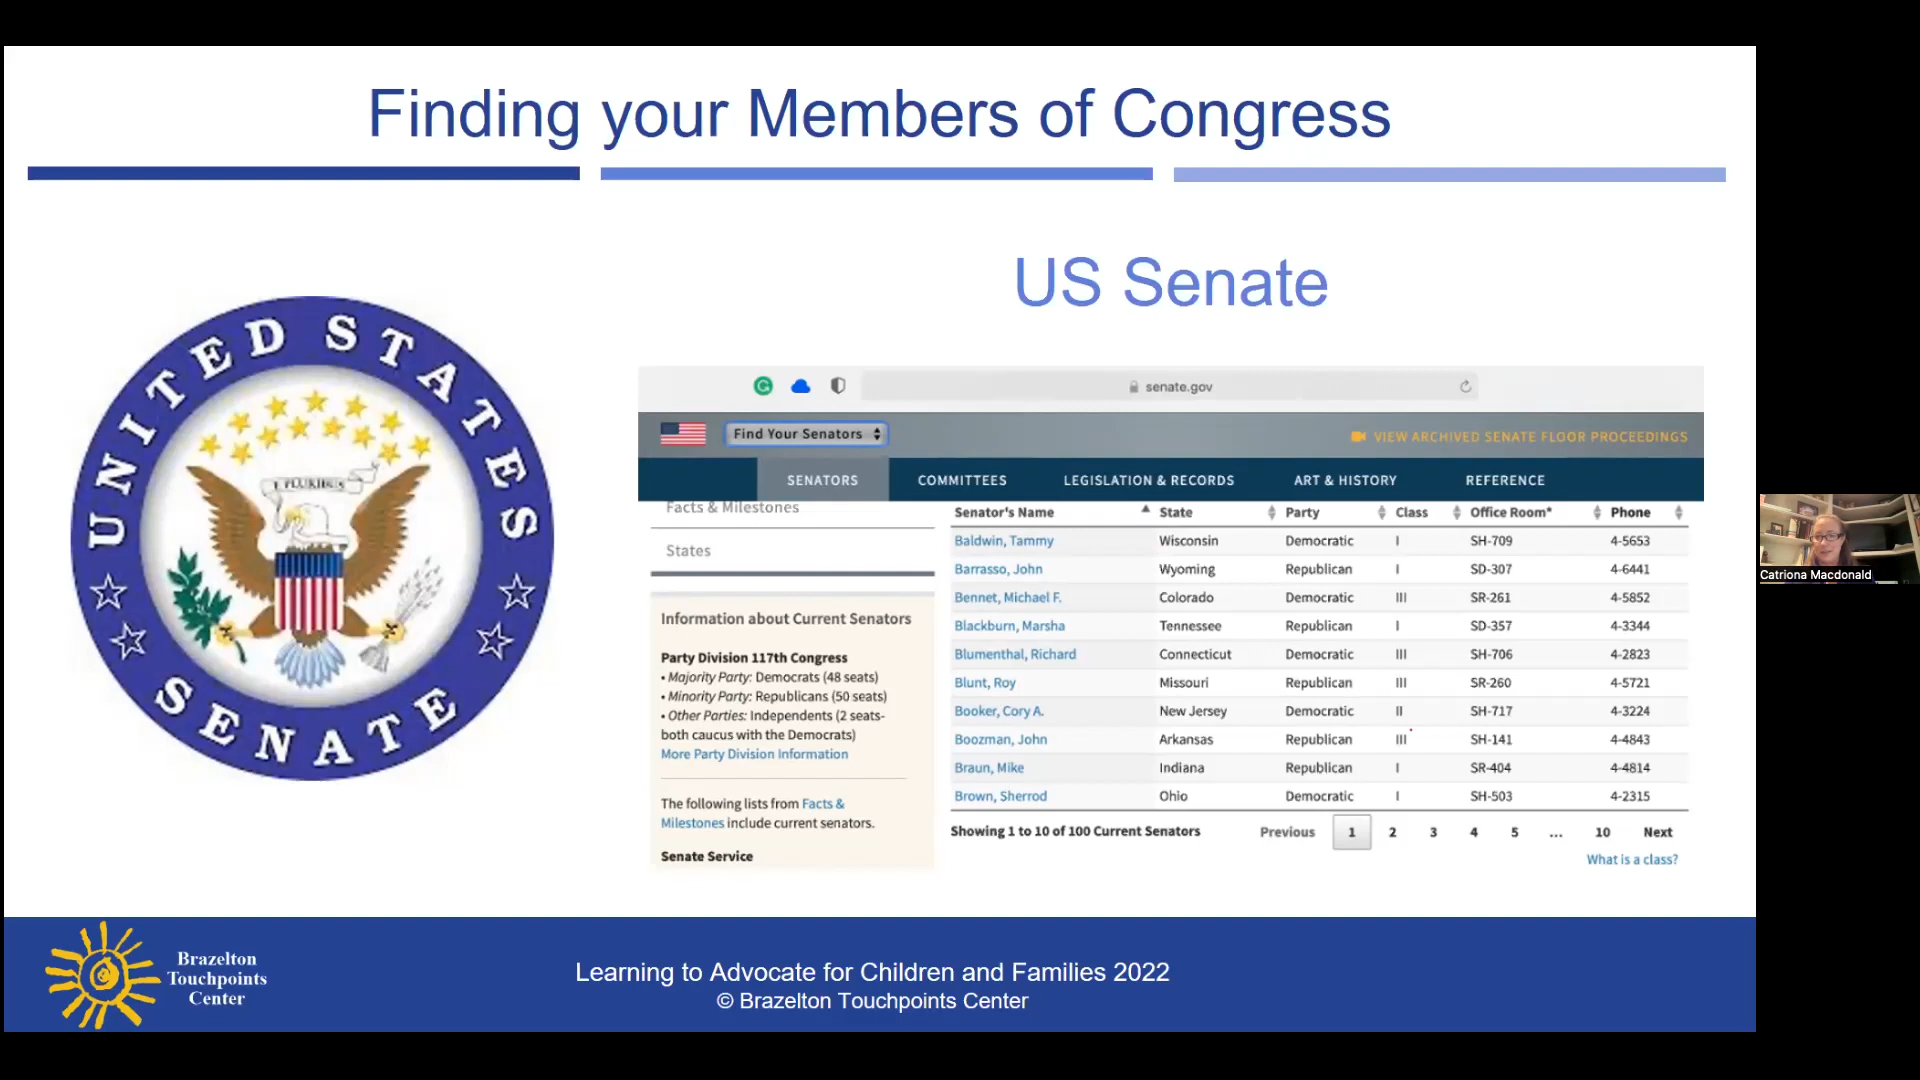 Finding your Members of Congress
US Senate
UNITED STATES
SENATE
E PLURIBUS
senate.gov
Find Your Senators
VIEW ARCHIVED SENATE FLOOR PROCEEDINGS
SENATORS COMMITTEES LEGISLATION & RECORDS ART & HISTORY REFERENCE
Facts & Milestones
States
Information about Current Senators
Party Division 117th Congress
• Majority Party: Democrats (48 seats)
• Minority Party: Republicans (50 seats)
• Other Parties: Independents (2 seats-
both caucus with the Democrats)
More Party Division Information
The following lists from Facts &
Milestones include current senators.
Senate Service
Senator's Name State Party Class Office Room* Phone
Baldwin, Tammy Wisconsin Democratic I SH-709 4-5653
Barrasso, John Wyoming Republican I SD-307 4-6441
Bennet, Michael F. Colorado Democratic III SR-261 4-5852
Blackburn, Marsha Tennessee Republican I SD-357 4-3344
Blumenthal, Richard Connecticut Democratic III SH-706 4-2823
Blunt, Roy Missouri Republican III SR-260 4-5721
Booker, Cory A. New Jersey Democratic II SH-717 4-3224
Boozman, John Arkansas Republican III SH-141 4-4843
Braun, Mike Indiana Republican I SR-404 4-4814
Brown, Sherrod Ohio Democratic I SH-503 4-2315
Showing 1 to 10 of 100 Current Senators Previous 1 2 3 4 5 ... 10 Next
What is a class?
Catriona Macdonald
Brazelton
Touchpoints
Center
Learning to Advocate for Children and Families 2022
© Brazelton Touchpoints Center